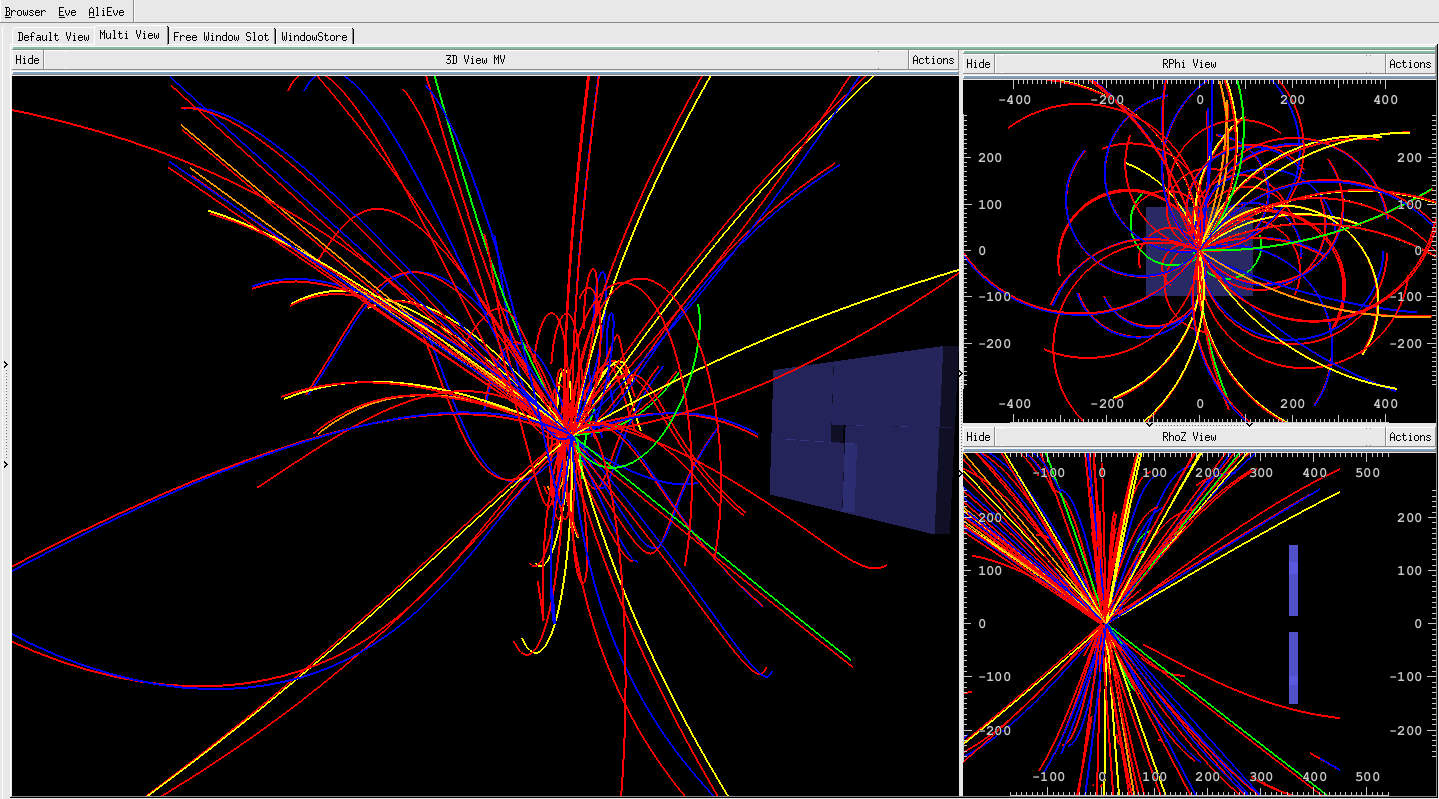 Browser Eve AliEve
Default View Multi View Free Window Slot WindowStore
Hide 3D View MV Actions
Hide RPhi View Actions
-400 -200 0 200 400
200 200
100 100
0 0
-100 -100
-200 -200
-400 -200 0 200 400
Hide RhoZ View Actions
-100 0 100 200 300 400 500
200 200
100 100
0 0
-100 -100
-200 -200
-100 0 100 200 300 400 500